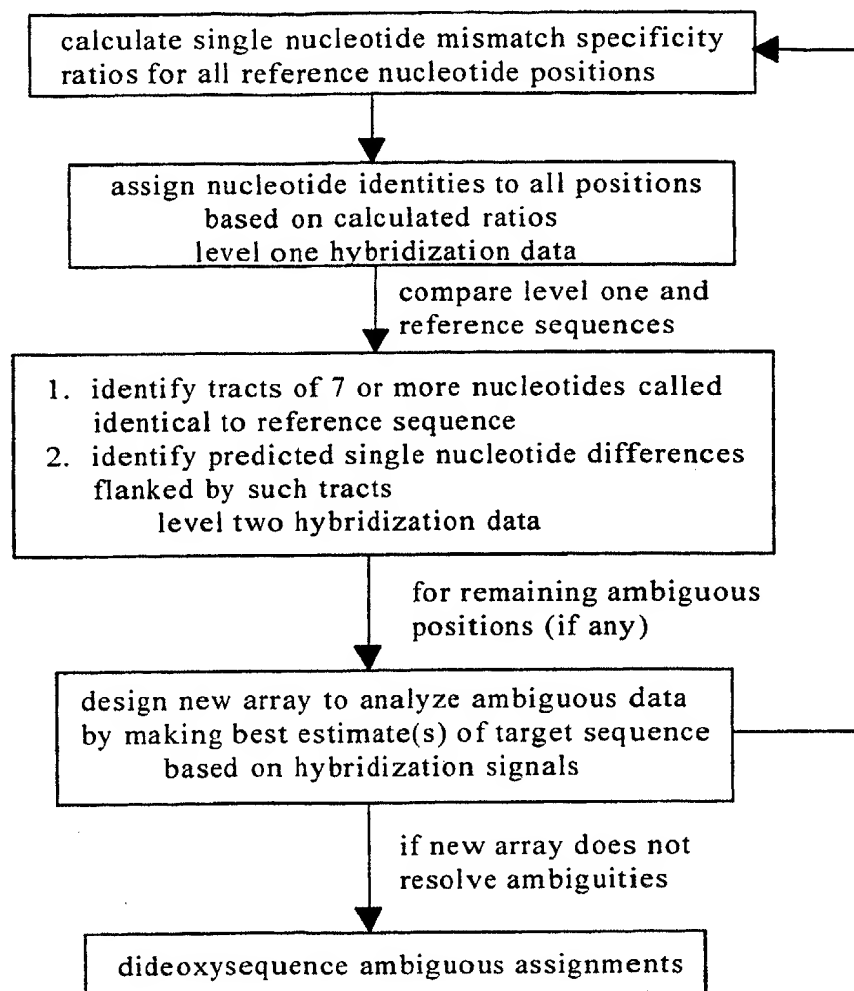 calculate single nucleotide mismatch specificity
ratios for all reference nucleotide positions
assign nucleotide identities to all positions
based on calculated ratios
level one hybridization data
compare level one and
reference sequences
1. identify tracts of 7 or more nucleotides called
identical to reference sequence
2. identify predicted single nucleotide differences
flanked by such tracts
level two hybridization data
for remaining ambiguous
positions (if any)
design new array to analyze ambiguous data
by making best estimate(s) of target sequence
based on hybridization signals
if new array does not
resolve ambiguities
dideoxysequence ambiguous assignments